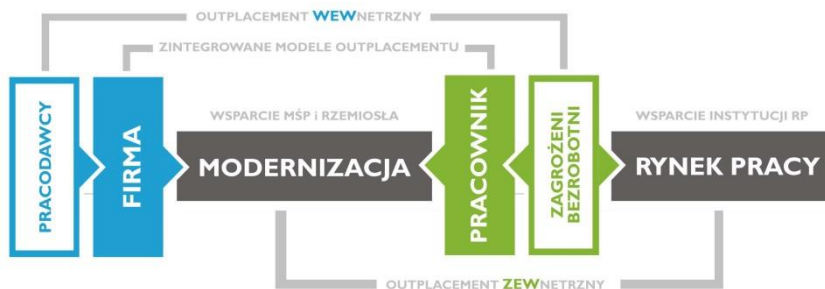 OUTPLACEMENT WEWNETRZNY
ZINTEGROWANE MODELE OUTPLACEMENTU
PRACODAWCY
FIRMA
WSPARCIE MŚP i RZEMIOSŁA
MODERNIZACJA
PRACOWNIK
ZAGROŻENI
BEZROBOTNI
WSPARCIE INSTYTUCJI RP
RYNEK PRACY
OUTPLACEMENT ZEWNETRZNY